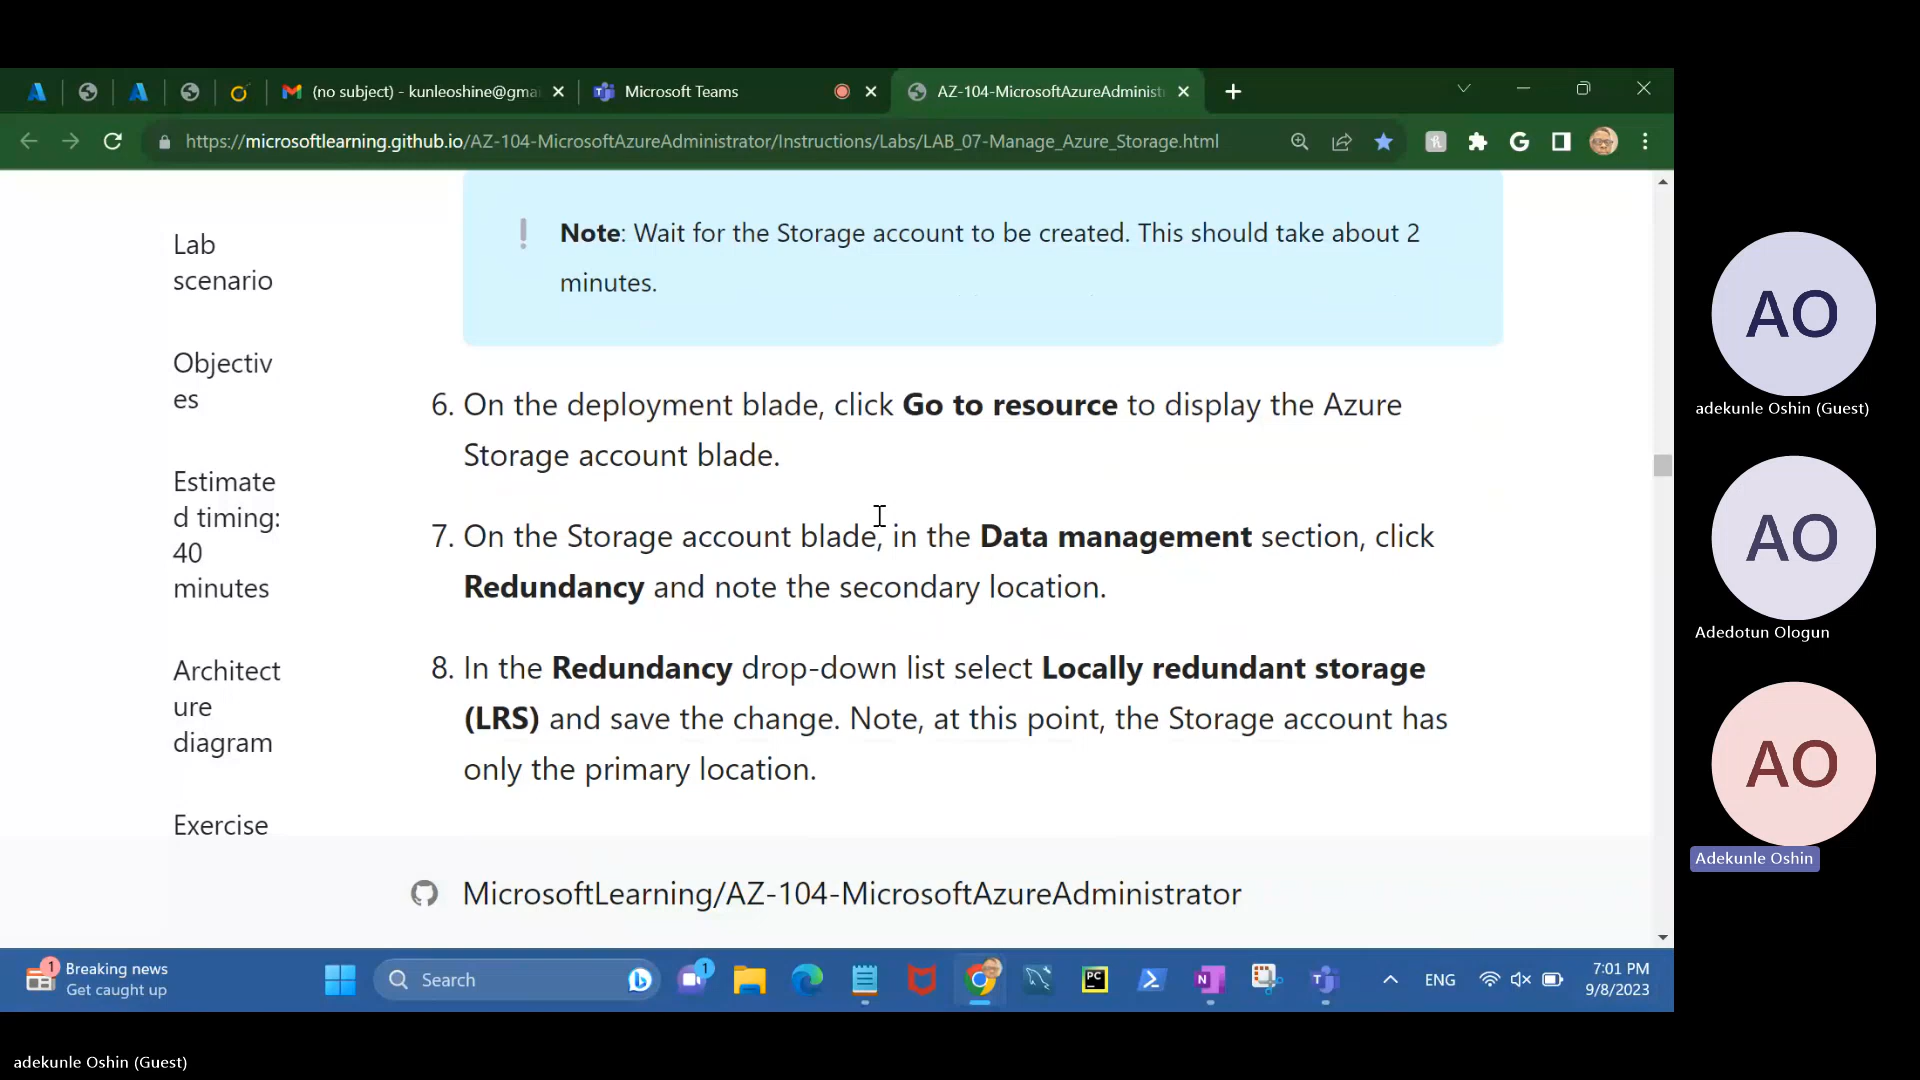 (no subject) - kunleoshine@gma
Microsoft Teams
AZ-104-MicrosoftAzureAdminist
https://microsoftlearning.github.io/AZ-104-MicrosoftAzureAdministrator/Instructions/Labs/LAB_07-Manage_Azure_Storage.html
Lab
scenario
Objectiv
es
Estimate
d timing:
40
minutes
Architect
ure
diagram
Exercise
Note: Wait for the Storage account to be created. This should take about 2
minutes.
6. On the deployment blade, click Go to resource to display the Azure
Storage account blade.
7. On the Storage account blade, in the Data management section, click
Redundancy and note the secondary location.
8. In the Redundancy drop-down list select Locally redundant storage
(LRS) and save the change. Note, at this point, the Storage account has
only the primary location.
MicrosoftLearning/AZ-104-MicrosoftAzureAdministrator
AO
adekunle Oshin (Guest)
AO
Adedotun Ologun
AO
Adekunle Oshin
1
Breaking news
Get caught up
Search
1
PC
N
T
ENG
7:01 PM
9/8/2023
adekunle Oshin (Guest)